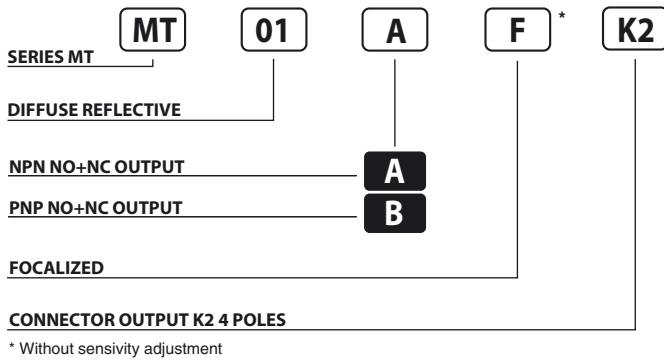 MT 01 A F * K2
SERIES MT
DIFFUSE REFLECTIVE
NPN NO+NC OUTPUT A
PNP NO+NC OUTPUT B
FOCALIZED
CONNECTOR OUTPUT K2 4 POLES
* Without sensivity adjustment